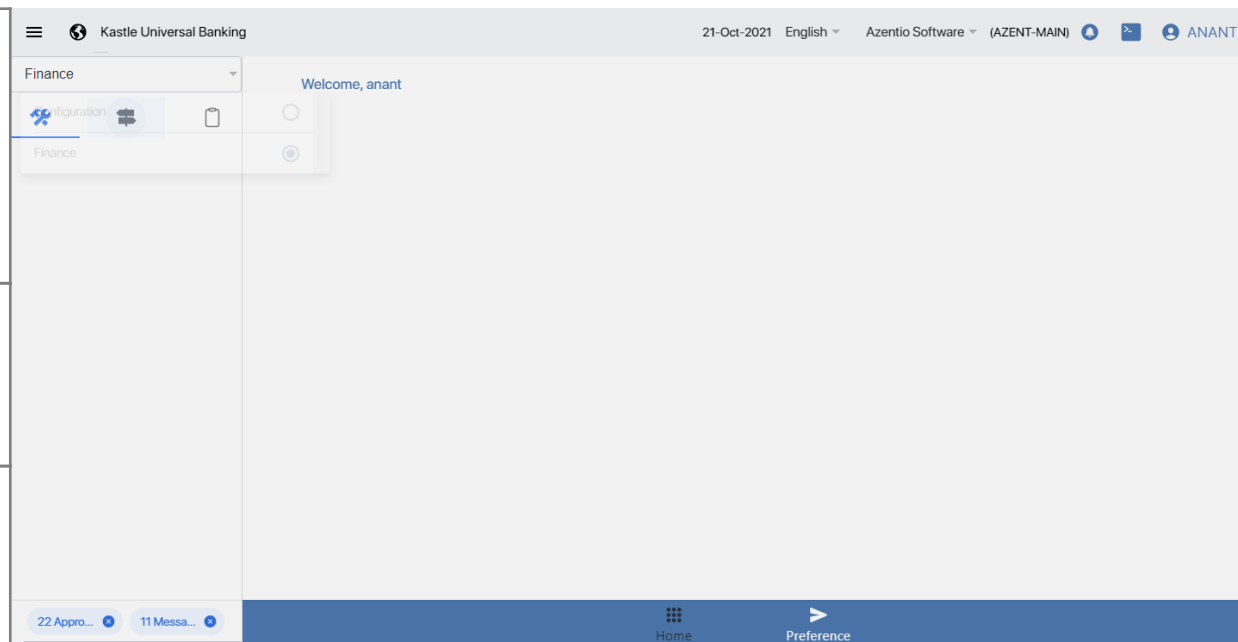 Kastle Universal Banking 21-Oct-2021 English Azentio Software (AZENT-MAIN) ANANT
Finance
Welcome, anant
Configuration
Finance
22 Appro... 11 Messa...
Home Preference